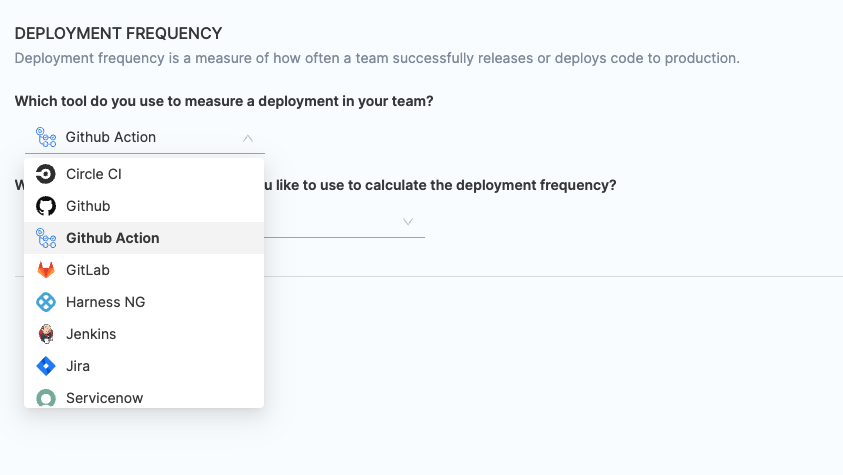 DEPLOYMENT FREQUENCY
Deployment frequency is a measure of how often a team successfully releases or deploys code to production.
Which tool do you use to measure a deployment in your team?
Github Action
Circle CI
like to use to calculate the deployment frequency?
Github
Github Action
GitLab
Harness NG
Jenkins
Jira
Servicenow